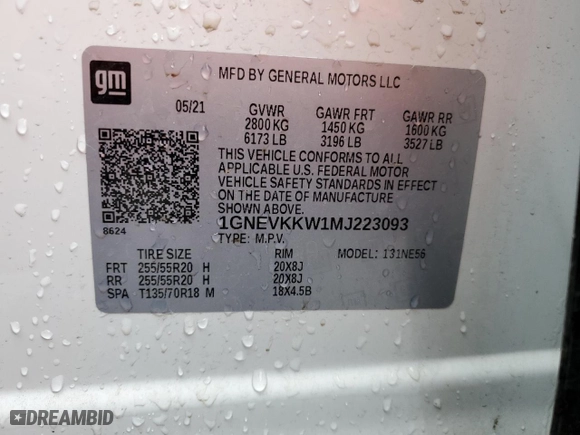 gm
MFD BY GENERAL MOTORS LLC
05/21 GVWR GAWR FRT GAWR RR
2800 KG 1450 KG 1600 KG
6173 LB 3196 LB 3527 LB
THIS VEHICLE CONFORMS TO ALL
APPLICABLE U.S. FEDERAL MOTOR
VEHICLE SAFETY STANDARDS IN EFFECT
ON THE DATE OF MANUFACTURE
SHOWN ABOVE.
1GNEVKKW1MJ223093
8624
TYPE: M.P.V.
TIRE SIZE RIM MODEL: 131NE56
FRT 255/55R20 H 20X8J
RR 255/55R20 H 20X8J
SPA T135/70R18 M 18X4.5B
DREAMBID